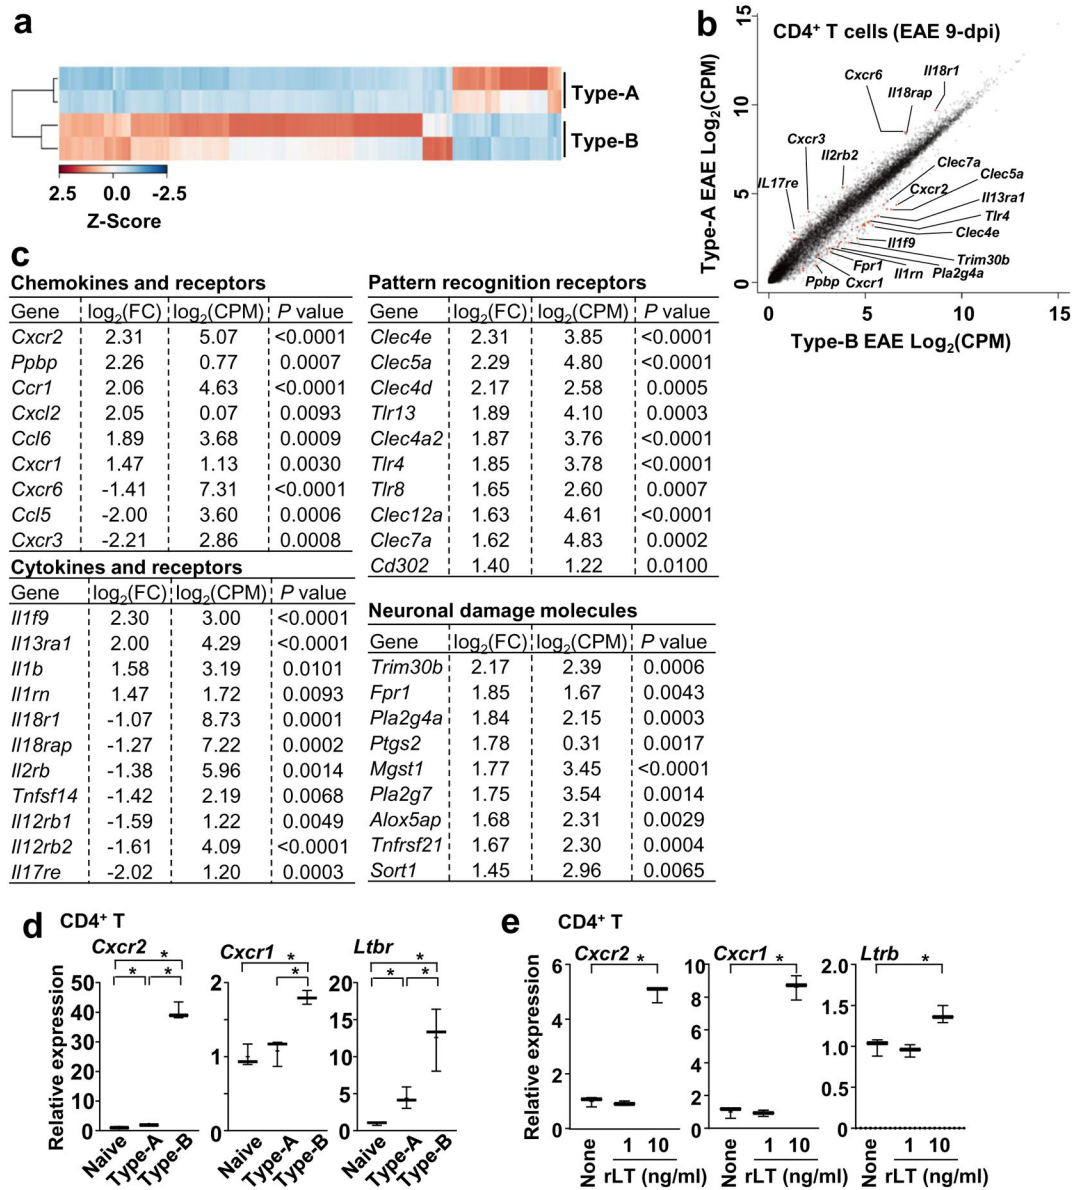 a
Type-A
Type-B
2.5 0.0 -2.5
Z-Score
b
CD4⁺ T cells (EAE 9-dpi)
Type-A EAE Log₂(CPM)
15
10
5
0
Cxcr6
Il18r1
Il18rap
Cxcr3
Il2rb2
IL17re
Clec7a
Clec5a
Cxcr2
Il13ra1
Tlr4
Clec4e
Il1f9
Trim30b
Fpr1
Il1rn
Pla2g4a
Ppbp
Cxcr1
0 5 10 15
Type-B EAE Log₂(CPM)
c
Chemokines and receptors
Gene log₂(FC) log₂(CPM) P value
Cxcr2 2.31 5.07 <0.0001
Ppbp 2.26 0.77 0.0007
Ccr1 2.06 4.63 <0.0001
Cxcl2 2.05 0.07 0.0093
Ccl6 1.89 3.68 0.0009
Cxcr1 1.47 1.13 0.0030
Cxcr6 -1.41 7.31 <0.0001
Ccl5 -2.00 3.60 0.0006
Cxcr3 -2.21 2.86 0.0008
Cytokines and receptors
Gene log₂(FC) log₂(CPM) P value
Il1f9 2.30 3.00 <0.0001
Il13ra1 2.00 4.29 <0.0001
Il1b 1.58 3.19 0.0101
Il1rn 1.47 1.72 0.0093
Il18r1 -1.07 8.73 0.0001
Il18rap -1.27 7.22 0.0002
Il2rb -1.38 5.96 0.0014
Tnfsf14 -1.42 2.19 0.0068
Il12rb1 -1.59 1.22 0.0049
Il12rb2 -1.61 4.09 <0.0001
Il17re -2.02 1.20 0.0003
Pattern recognition receptors
Gene log₂(FC) log₂(CPM) P value
Clec4e 2.31 3.85 <0.0001
Clec5a 2.29 4.80 <0.0001
Clec4d 2.17 2.58 0.0005
Tlr13 1.89 4.10 0.0003
Clec4a2 1.87 3.76 <0.0001
Tlr4 1.85 3.78 <0.0001
Tlr8 1.65 2.60 0.0007
Clec12a 1.63 4.61 <0.0001
Clec7a 1.62 4.83 0.0002
Cd302 1.40 1.22 0.0100
Neuronal damage molecules
Gene log₂(FC) log₂(CPM) P value
Trim30b 2.17 2.39 0.0006
Fpr1 1.85 1.67 0.0043
Pla2g4a 1.84 2.15 0.0003
Ptgs2 1.78 0.31 0.0017
Mgst1 1.77 3.45 <0.0001
Pla2g7 1.75 3.54 0.0014
Alox5ap 1.68 2.31 0.0029
Tnfrsf21 1.67 2.30 0.0004
Sort1 1.45 2.96 0.0065
d
CD4⁺ T
Relative expression
Cxcr2
* * *
50
40
30
20
10
0
Naive Type-A Type-B
Cxcr1
* *
2
1
0
Naive Type-A Type-B
Ltbr
* * *
20
15
10
5
0
Naive Type-A Type-B
e
CD4⁺ T
Relative expression
Cxcr2
*
6
4
2
0
None 1 10
rLT (ng/ml)
Cxcr1
*
10
8
6
4
2
0
None 1 10
rLT (ng/ml)
Ltrb
*
2.0
1.5
1.0
0.5
0.0
None 1 10
rLT (ng/ml)